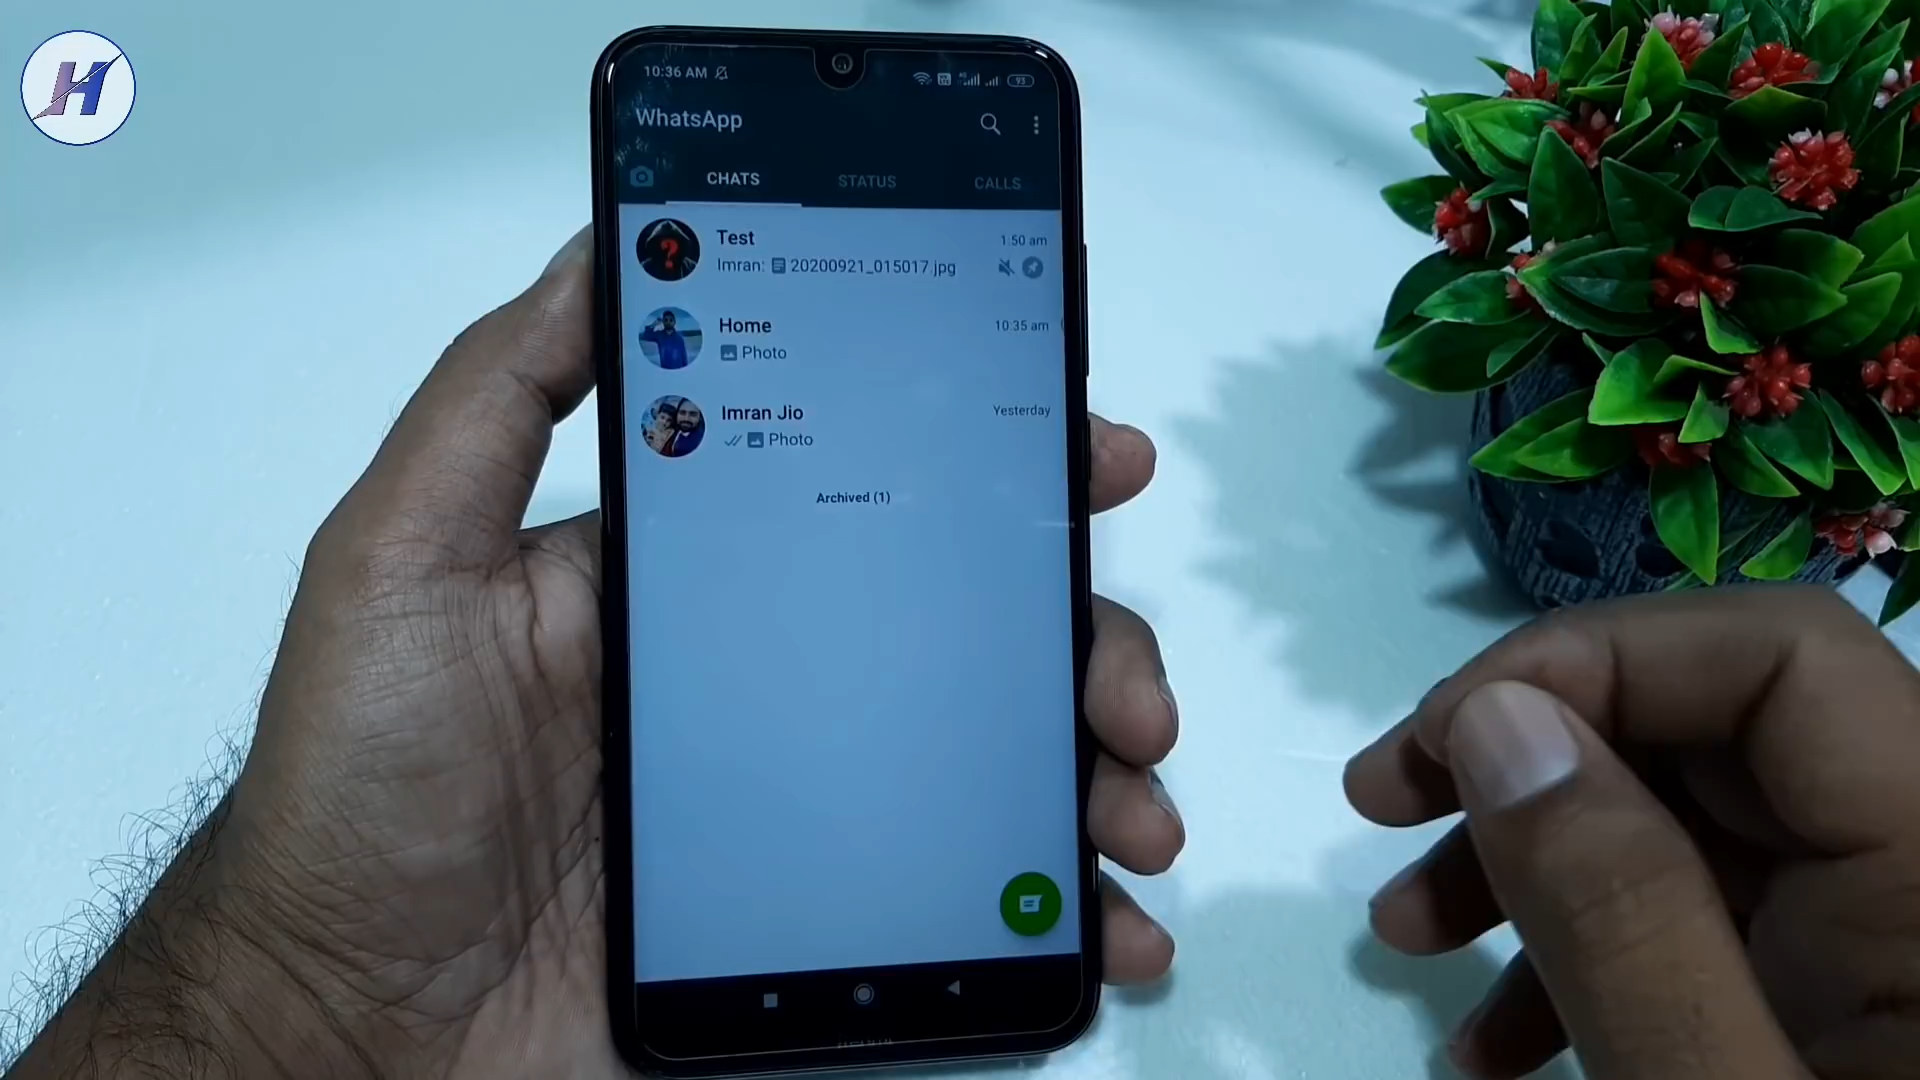 H
10:36 AM
93
WhatsApp
CHATS
STATUS
CALLS
Test
1:50 am
Imran: 20200921_015017.jpg
Home
10:35 am
Photo
Imran Jio
Yesterday
Photo
Archived (1)